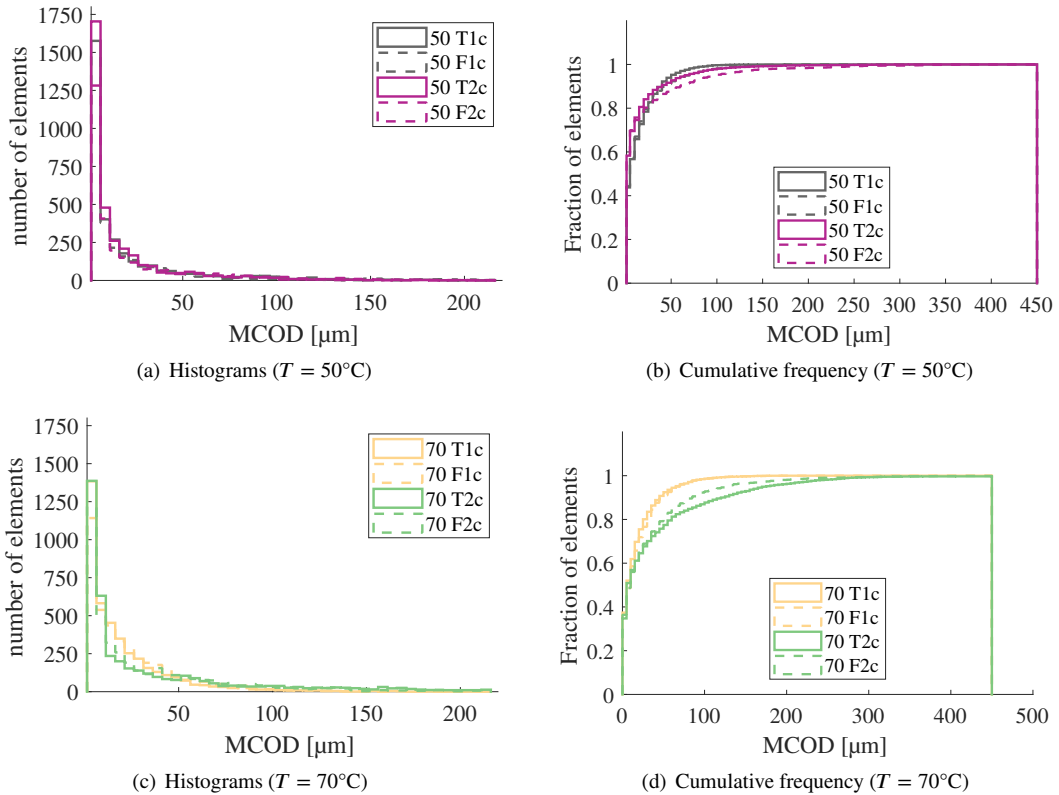 1750
1500
1250
1000
750
500
250
0
50
100
150
200
number of elements
MCOD [µm]
50 T1c
50 F1c
50 T2c
50 F2c
(a) Histograms (T = 50°C)
1.2
1
0.8
0.6
0.4
0.2
1
50
100
150
200
250
300
350
400
450
Fraction of elements
MCOD [µm]
50 T1c
50 F1c
50 T2c
50 F2c
(b) Cumulative frequency (T = 50°C)
1750
1500
1250
1000
750
500
250
0
50
100
150
200
number of elements
MCOD [µm]
70 T1c
70 F1c
70 T2c
70 F2c
(c) Histograms (T = 70°C)
1.2
1
0.8
0.6
0.4
0.2
1
0
100
200
300
400
500
Fraction of elements
MCOD [µm]
70 T1c
70 F1c
70 T2c
70 F2c
(d) Cumulative frequency (T = 70°C)